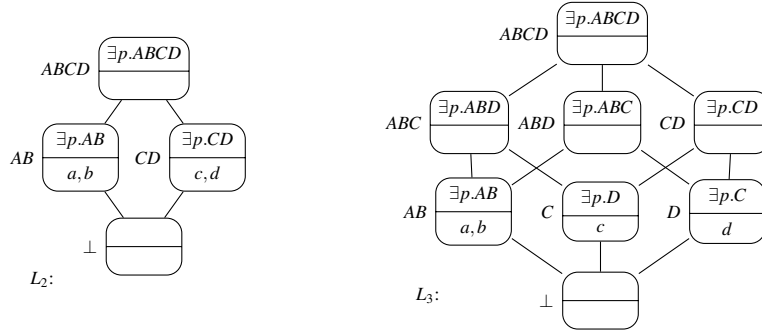 ∃p.ABCD
ABCD
∃p.AB
AB
a,b
∃p.CD
CD
c,d
⊥
L₂:
∃p.ABCD
ABCD
∃p.ABD
ABC
∃p.ABC
ABD
∃p.CD
CD
∃p.AB
AB
a,b
∃p.D
C
c
∃p.C
D
d
⊥
L₃: